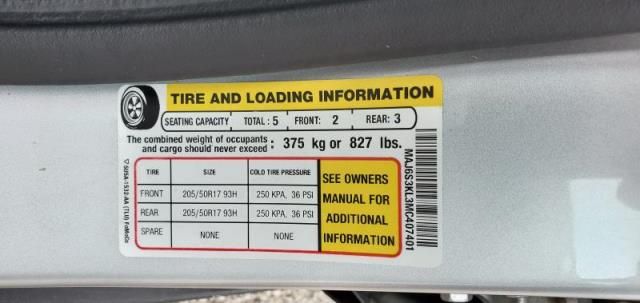 TIRE AND LOADING INFORMATION
SEATING CAPACITY TOTAL : 5 FRONT: 2 REAR: 3
The combined weight of occupants and cargo should never exceed : 375 kg or 827 lbs.
TIRE SIZE COLD TIRE PRESSURE
FRONT 205/50R17 93H 250 KPA, 36 PSI
REAR 205/50R17 93H 250 KPA, 36 PSI
SPARE NONE NONE
SEE OWNERS
MANUAL FOR
ADDITIONAL
INFORMATION
MAJ6S3KL3MC407401